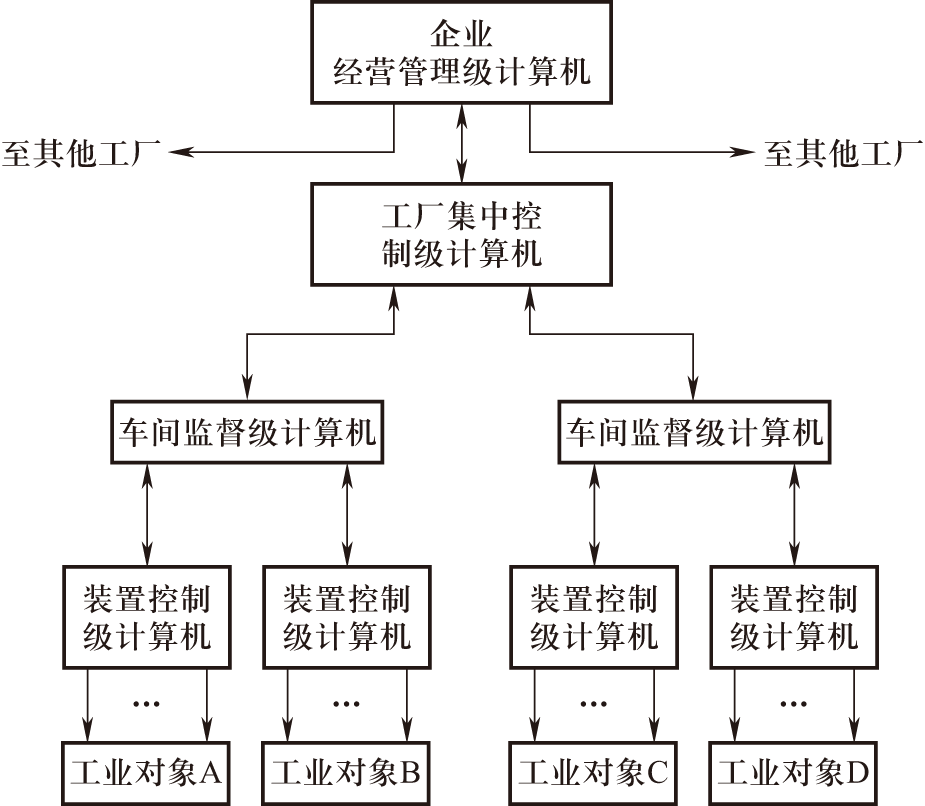 企业
经营管理级计算机
至其他工厂
至其他工厂
工厂集中控
制级计算机
车间监督级计算机
车间监督级计算机
装置控制
级计算机
装置控制
级计算机
装置控制
级计算机
装置控制
级计算机
...
...
...
...
工业对象A
工业对象B
工业对象C
工业对象D